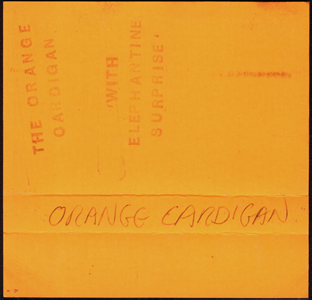 THE ORANGE
CARDIGAN
'WITH
ELEPHANTINE
SURPRISE'
ORANGE CARDIGAN